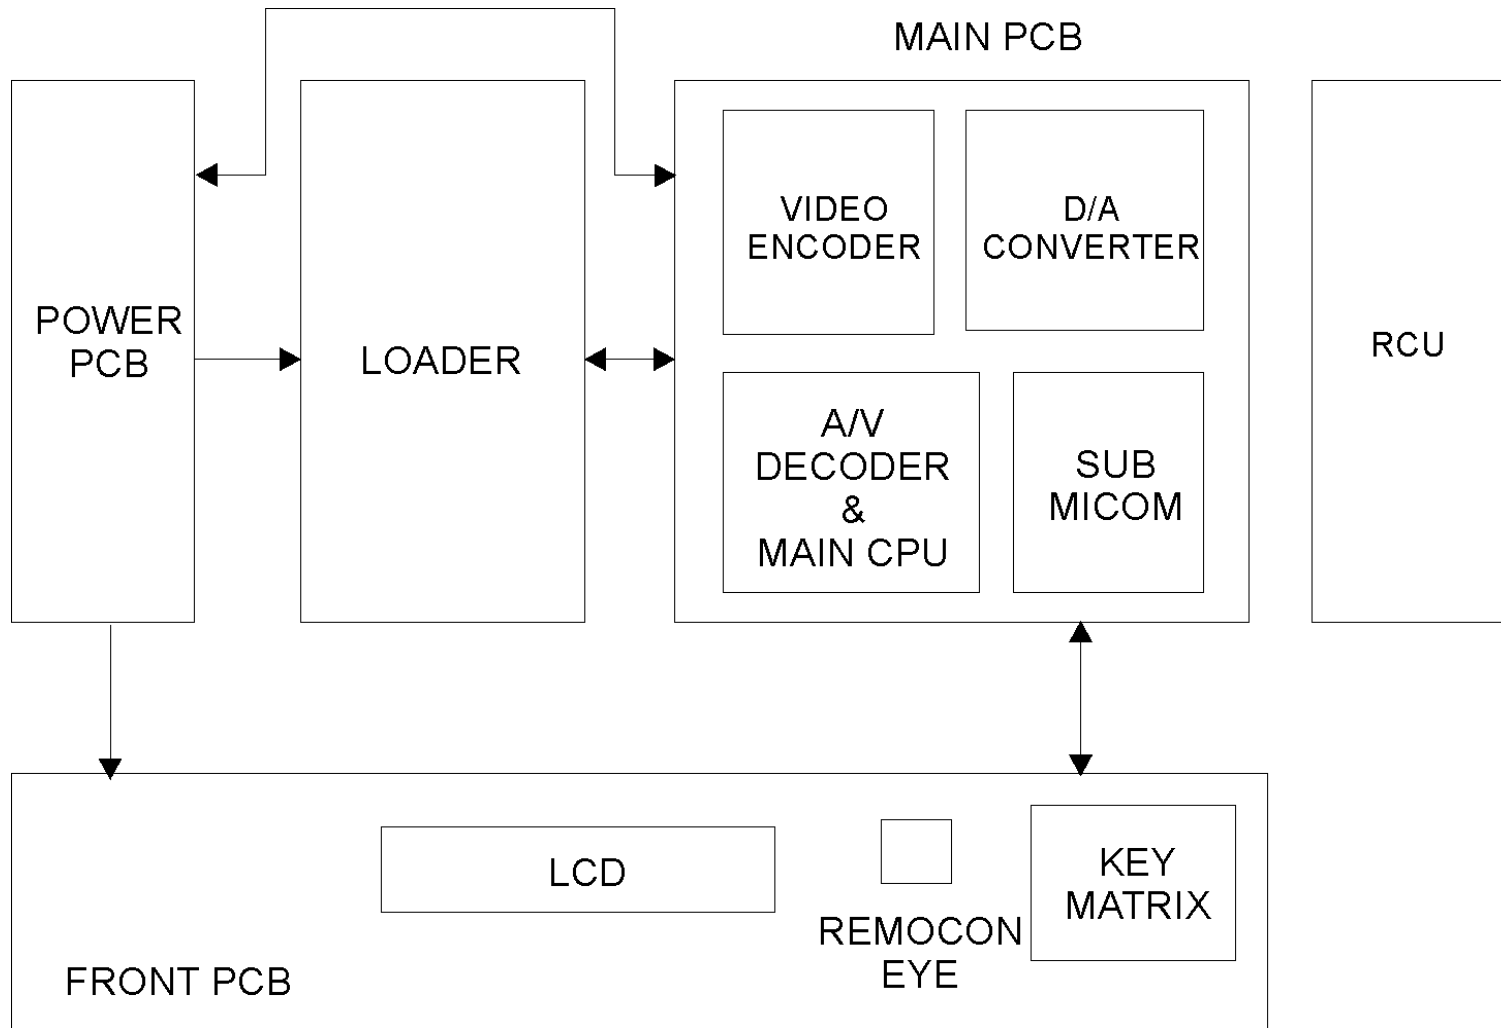 MAIN PCB
POWER
PCB
LOADER
VIDEO
ENCODER
D/A
CONVERTER
A/V
DECODER
&
MAIN CPU
SUB
MICOM
RCU
FRONT PCB
LCD
REMOCON
EYE
KEY
MATRIX